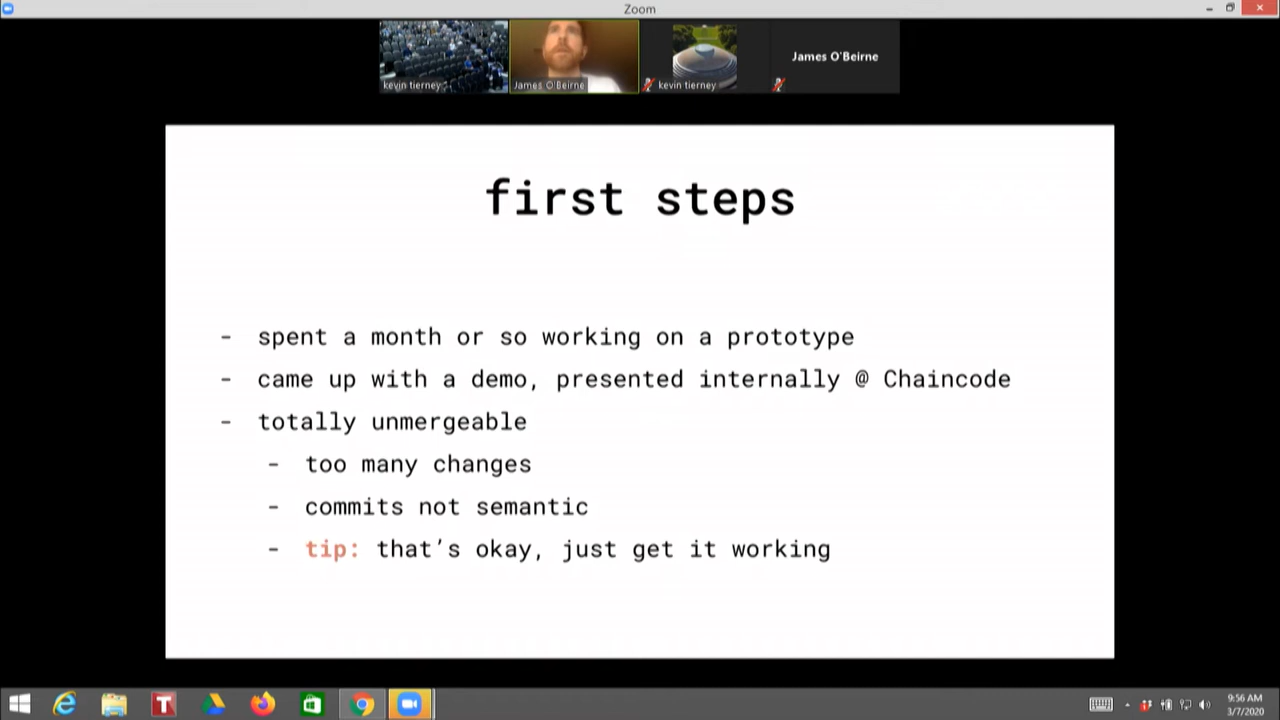 Zoom
kevin tierney
James O'Beirne
kevin tierney
James O'Beirne
first steps
- spent a month or so working on a prototype
- came up with a demo, presented internally @ Chaincode
- totally unmergeable
- too many changes
- commits not semantic
- tip: that's okay, just get it working
9:56 AM
3/7/2020